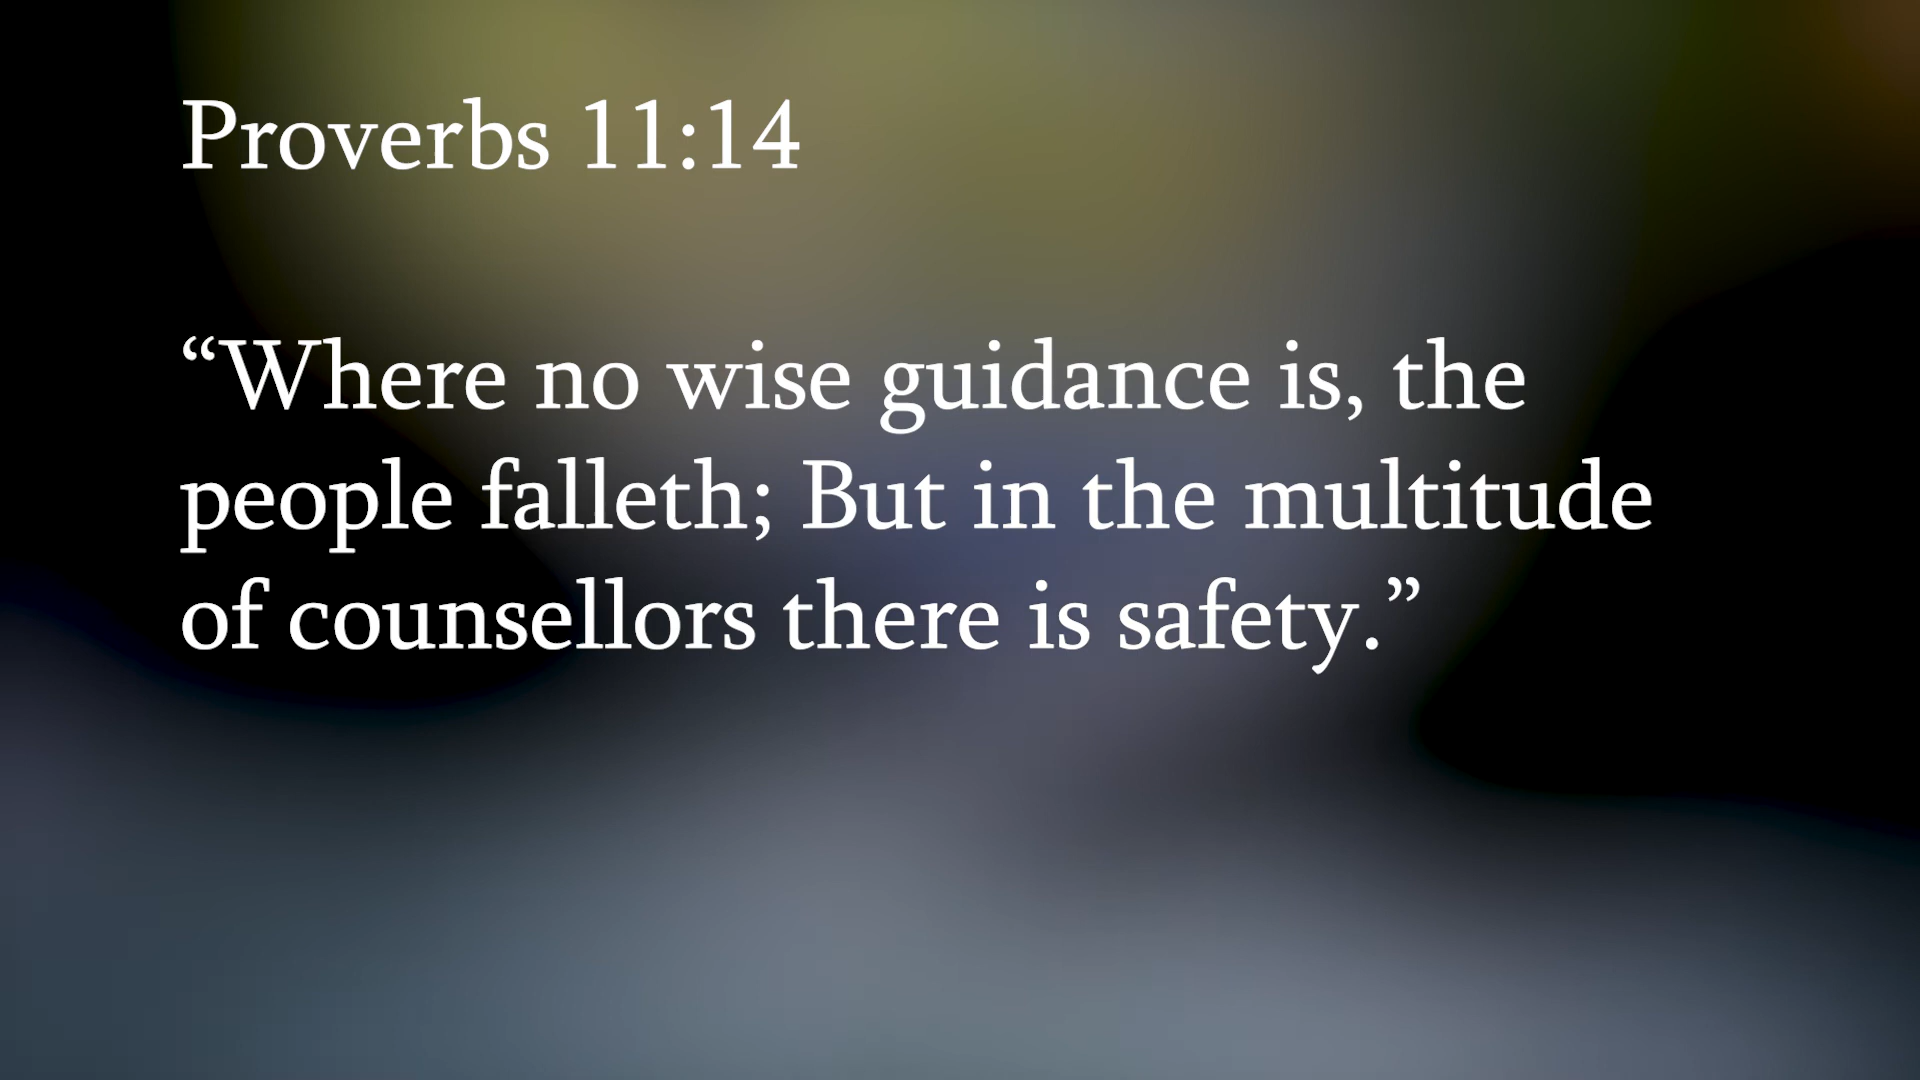 Proverbs 11:14
“Where no wise guidance is, the
people falleth; But in the multitude
of counsellors there is safety.”